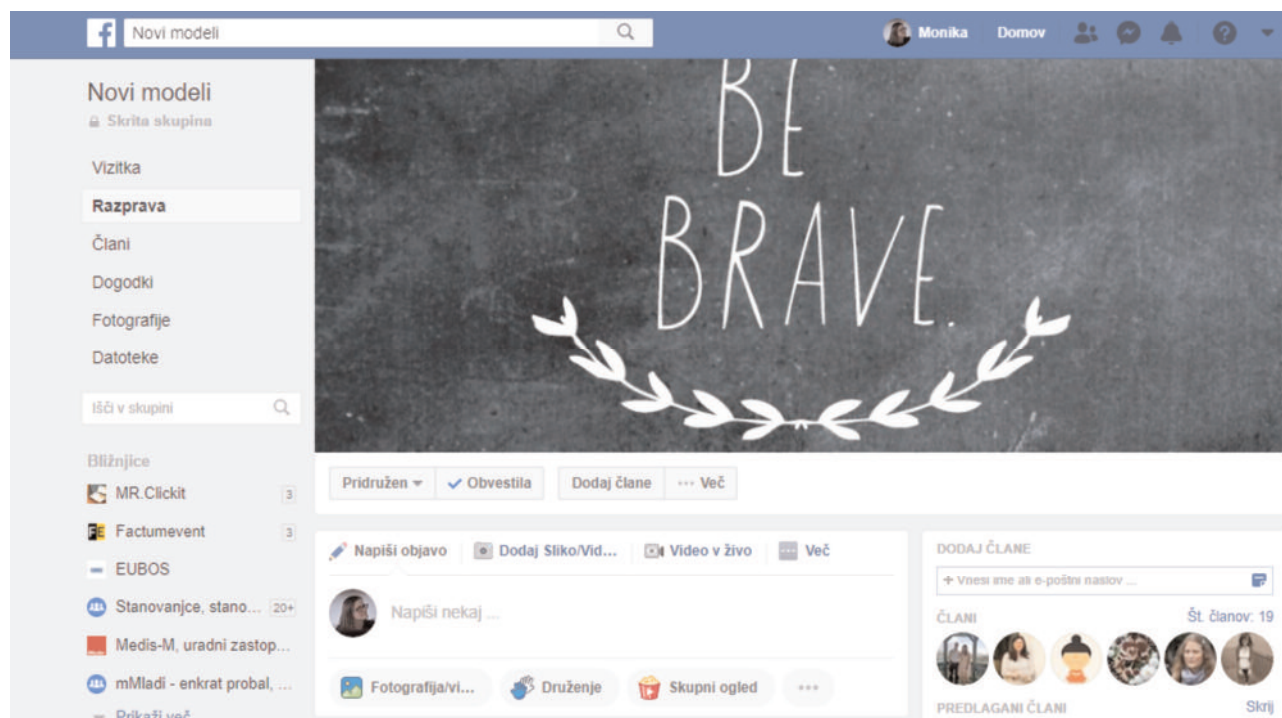 Novi modeli
Monika
Domov
Novi modeli
Skrita skupina
Vizitka
Razprava
Člani
Dogodki
Fotografije
Datoteke
Išči v skupini
Bližnjice
MR.Clickit 3
Factumevent 3
EUBOS
Stanovanjce, stano... 20+
Medis-M, uradni zastop...
mMladi - enkrat probal, ...
Prikaži več
BE
BRAVE.
Pridružen
Obvestila
Dodaj člane
Več
Napiši objavo
Dodaj Sliko/Vid...
Video v živo
Več
Napiši nekaj ...
Fotografija/vi...
Druženje
Skupni ogled
DODAJ ČLANE
+ Vnesi ime ali e-poštni naslov ...
ČLANI
Št. članov: 19
PREDLAGANI ČLANI
Skrij